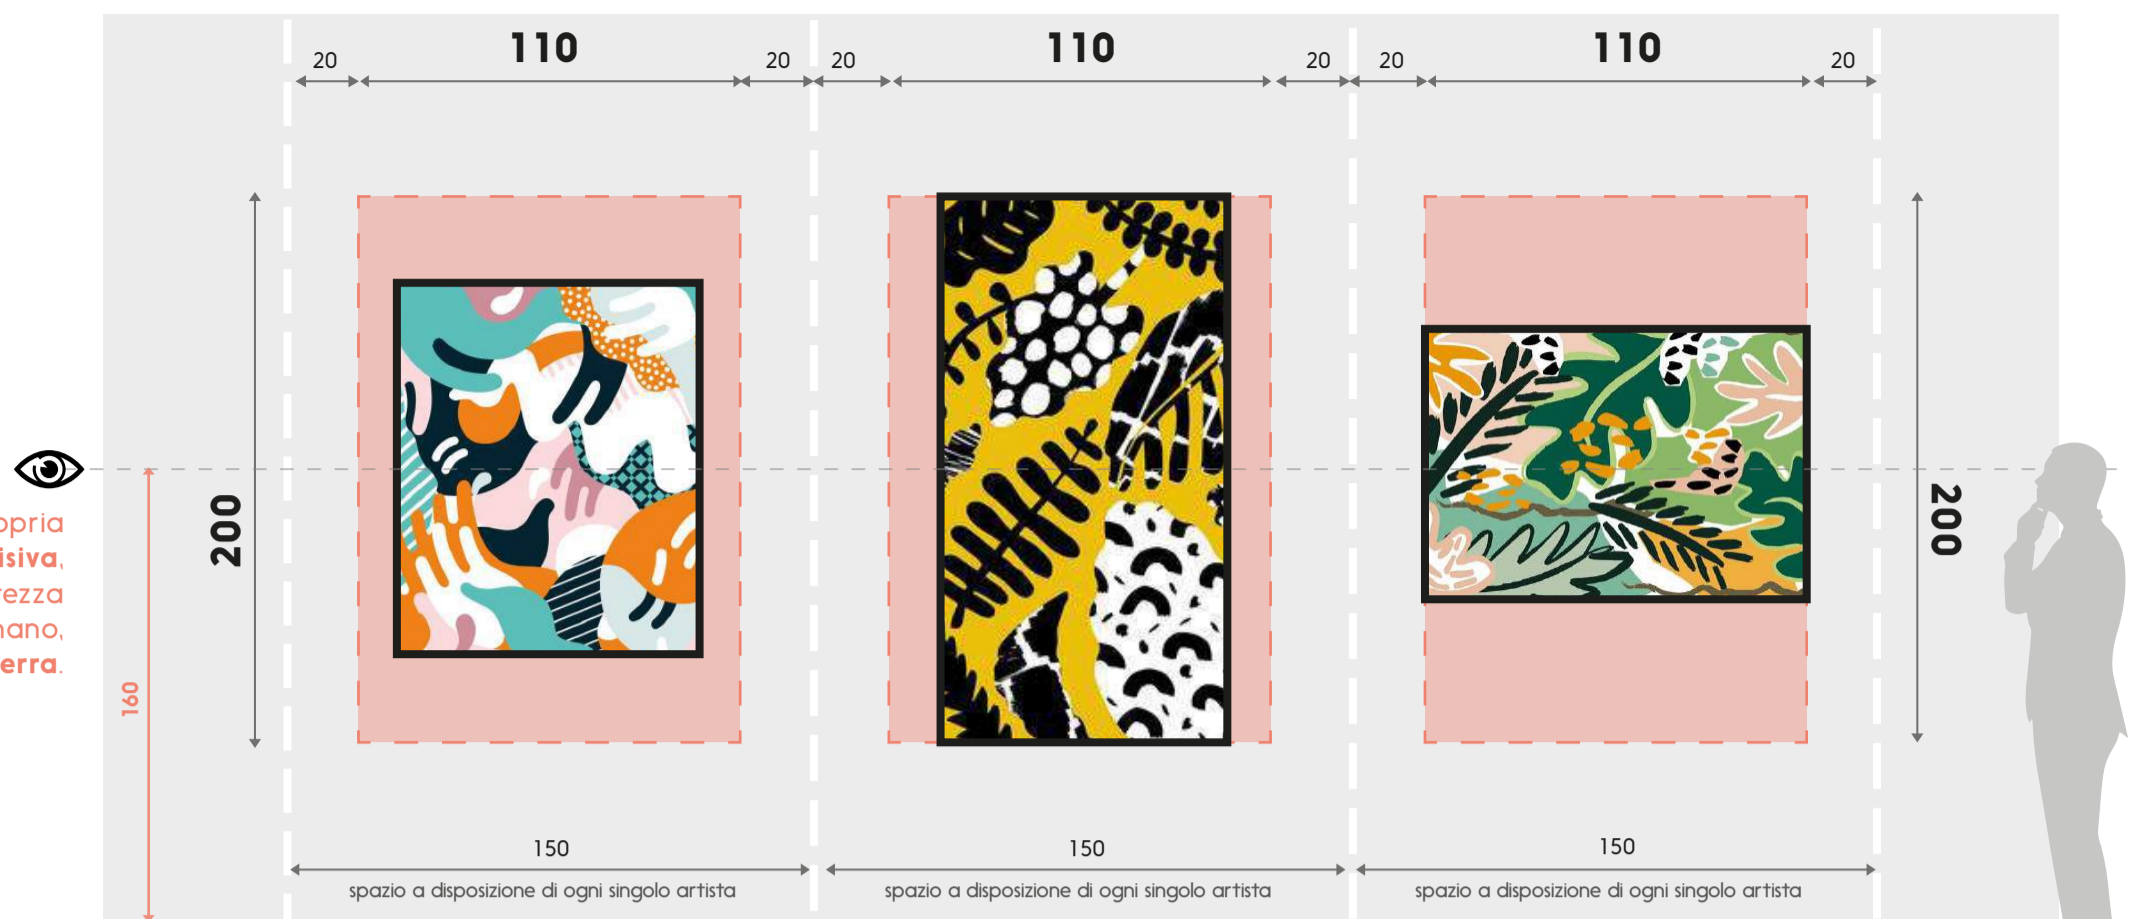 110 110 110
20 20 20 20 20 20
200
200
opria
isiva,
ezza
nano,
erra.
160
150 150 150
spazio a disposizione di ogni singolo artista spazio a disposizione di ogni singolo artista spazio a disposizione di ogni singolo artista